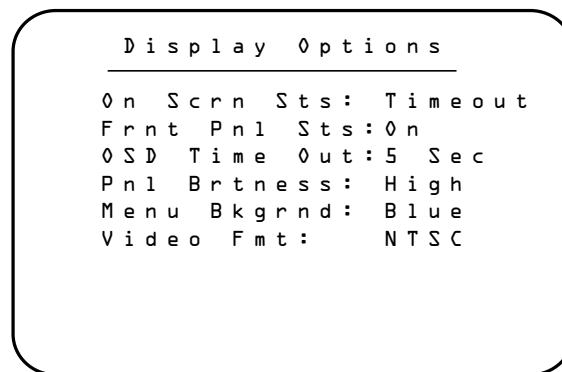 Display Options
On Scrn Sts: Timeout
Frnt Pnl Sts:On
OSD Time Out:5 Sec
Pnl Brtness: High
Menu Bkgrnd: Blue
Video Fmt: NTSC